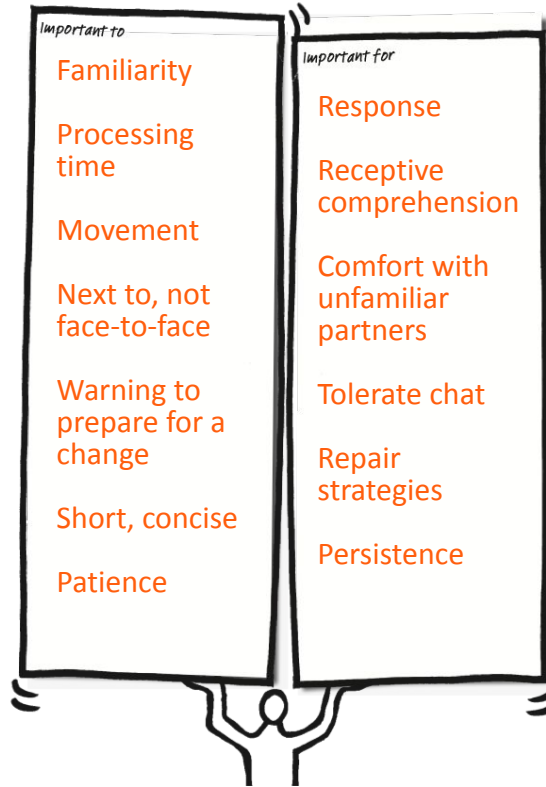 Important to
Familiarity
Processing
time
Movement
Next to, not
face-to-face
Warning to
prepare for a
change
Short, concise
Patience
Important for
Response
Receptive
comprehension
Comfort with
unfamiliar
partners
Tolerate chat
Repair
strategies
Persistence